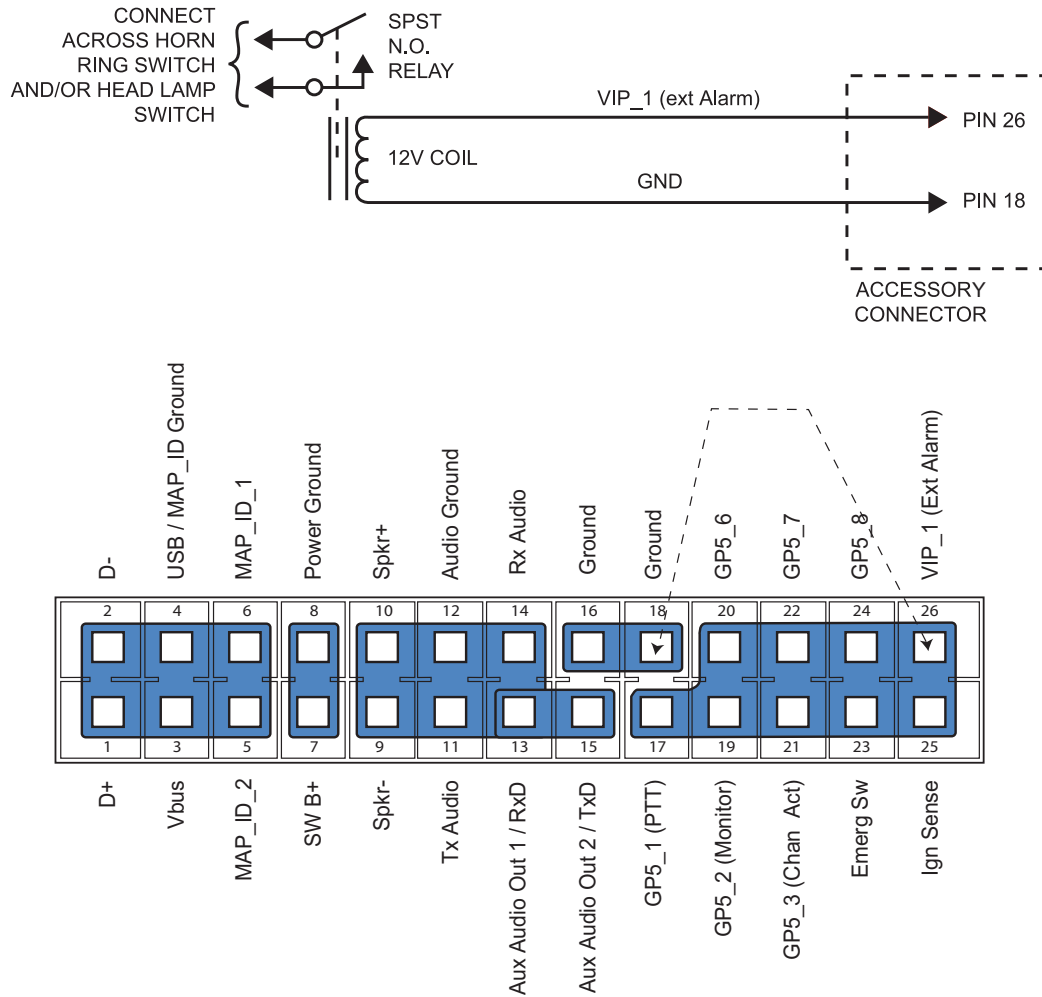 CONNECT
ACROSS HORN
RING SWITCH
AND/OR HEAD LAMP
SWITCH
SPST
N.O.
RELAY
VIP_1 (ext Alarm)
PIN 26
12V COIL
GND
PIN 18
ACCESSORY
CONNECTOR
D-
USB / MAP_ID Ground
MAP_ID_1
Power Ground
Spkr+
Audio Ground
Rx Audio
Ground
Ground
GP5_6
GP5_7
GP5_8
VIP_1 (Ext Alarm)
2 4 6 8 10 12 14 16 18 20 22 24 26
1 3 5 7 9 11 13 15 17 19 21 23 25
D+
Vbus
MAP_ID_2
SW B+
Spkr-
Tx Audio
Aux Audio Out 1 / RxD
Aux Audio Out 2 / TxD
GP5_1 (PTT)
GP5_2 (Monitor)
GP5_3 (Chan Act)
Emerg Sw
Ign Sense